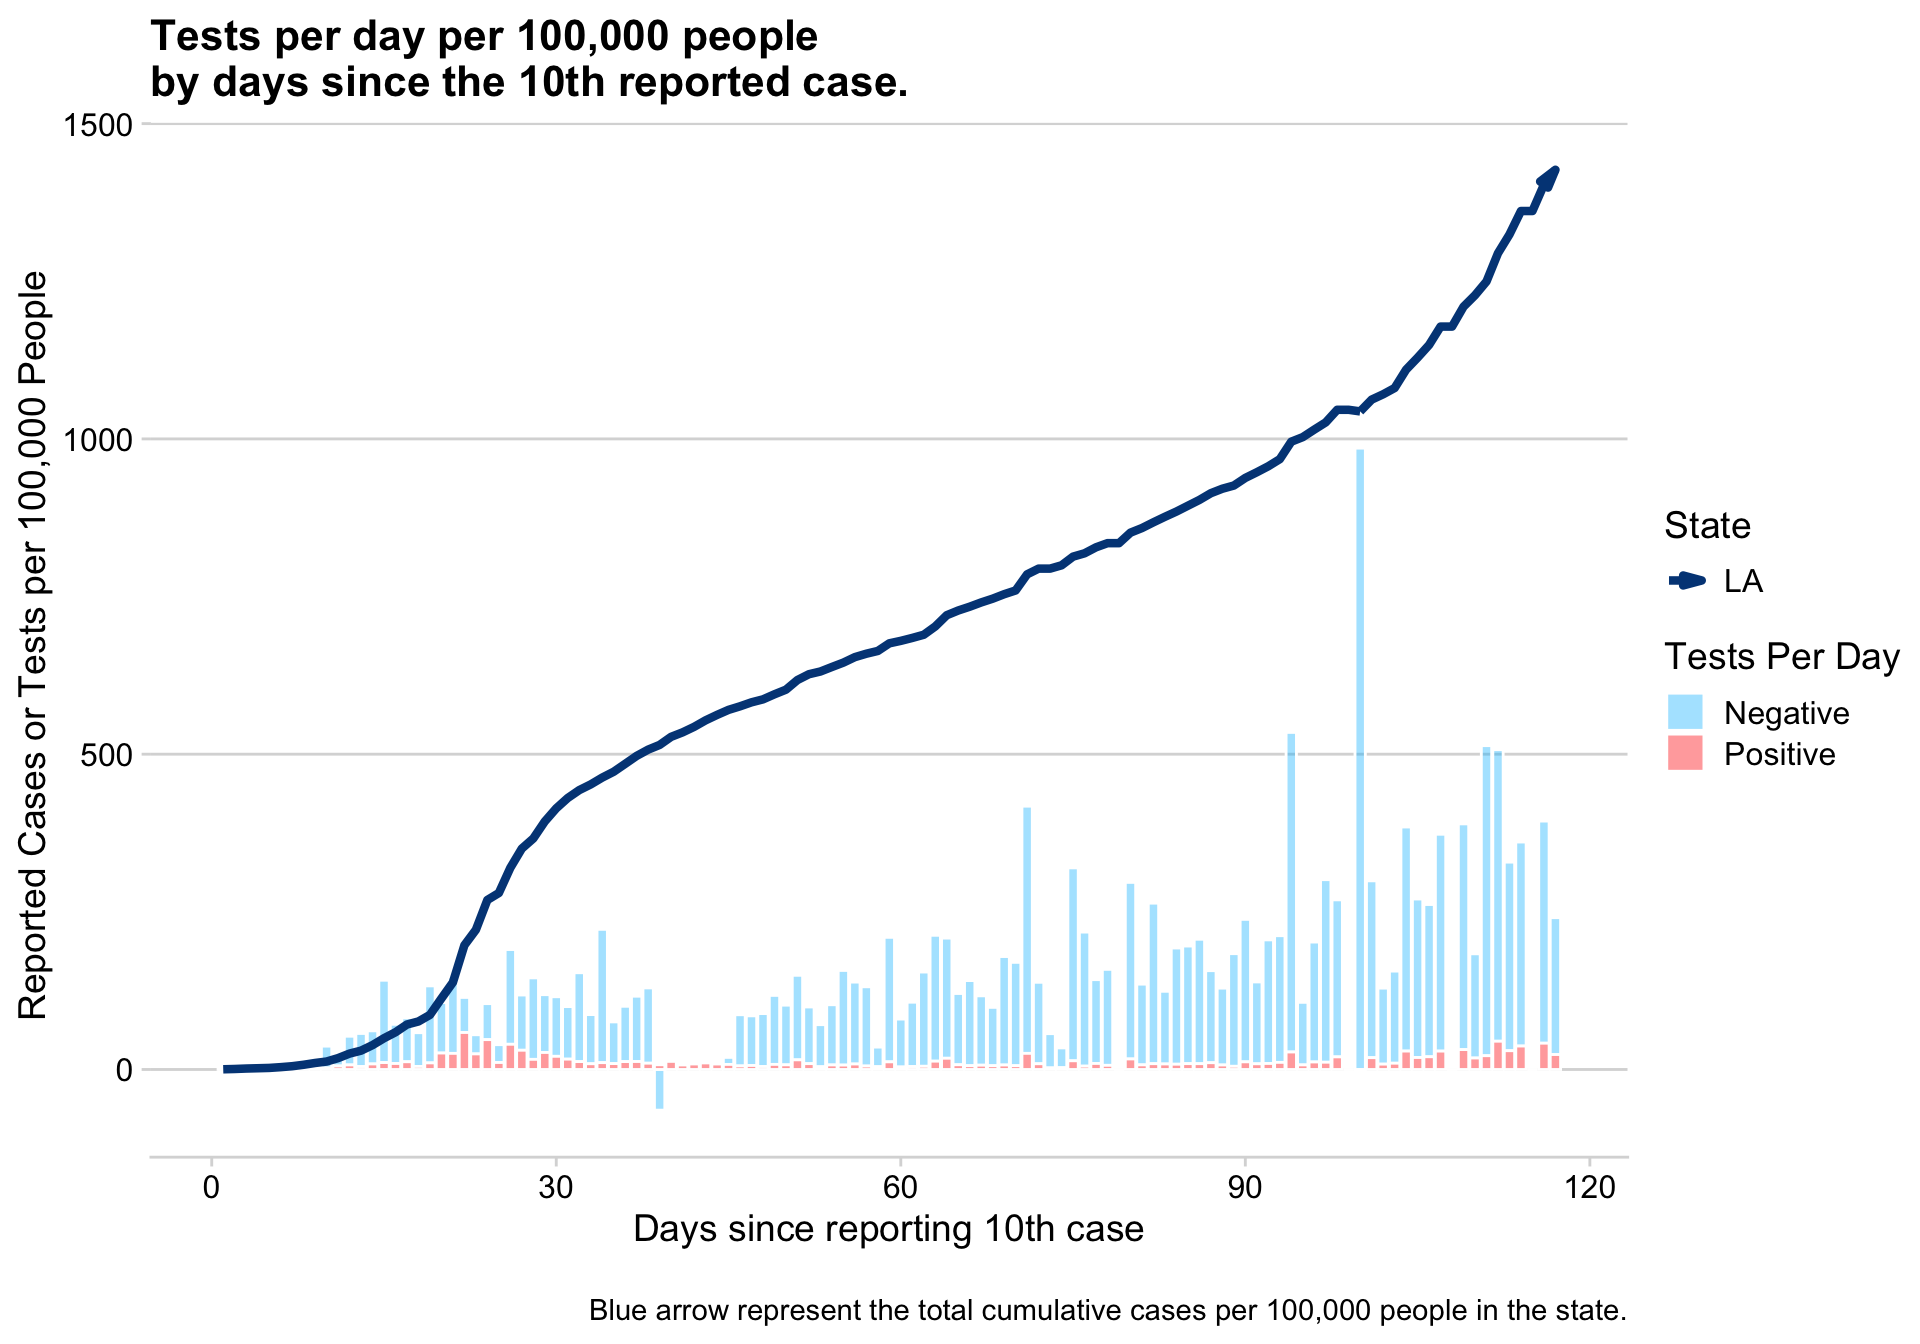 Tests per day per 100,000 people
by days since the 10th reported case.
Reported Cases or Tests per 100,000 People
1500
1000
500
0
0
30
60
90
120
Days since reporting 10th case
State
LA
Tests Per Day
Negative
Positive
Blue arrow represent the total cumulative cases per 100,000 people in the state.